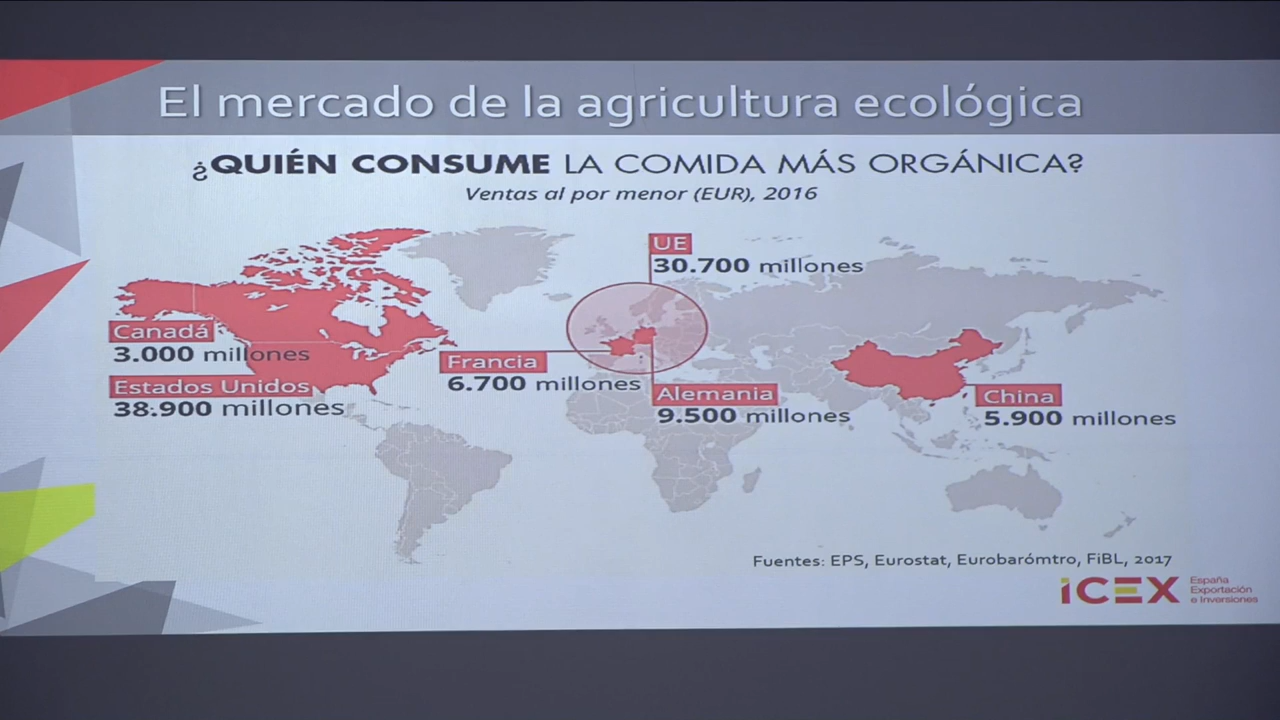 El mercado de la agricultura ecológica
¿QUIÉN CONSUME LA COMIDA MÁS ORGÁNICA?
Ventas al por menor (EUR), 2016
UE
30.700 millones
Canadá
3.000 millones
Estados Unidos
38.900 millones
Francia
6.700 millones
Alemania
9.500 millones
China
5.900 millones
Fuentes: EPS, Eurostat, Eurobarómtro, FiBL, 2017
iCEX
España
Exportación
e Inversiones